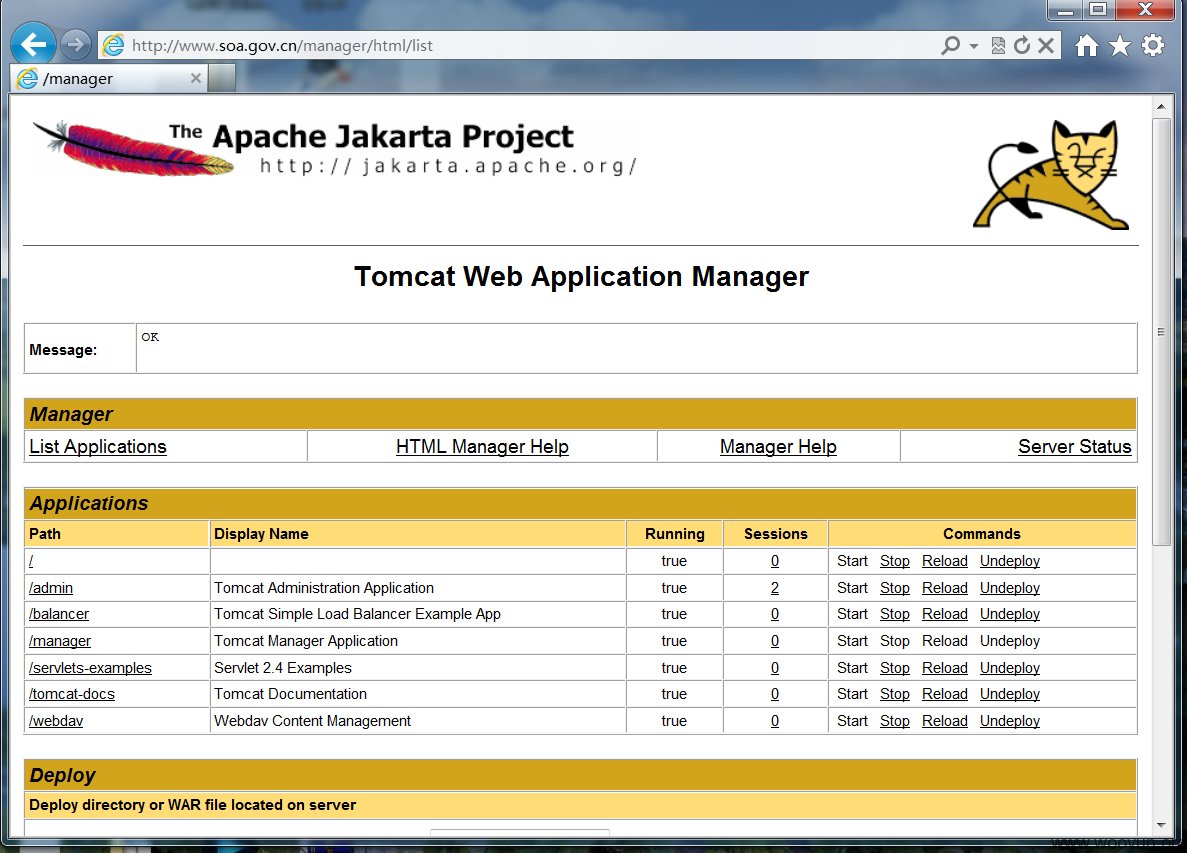 http://www.soa.gov.cn/manager/html/list
/manager
The Apache Jakarta Project
http://jakarta.apache.org/
Tomcat Web Application Manager
Message: OK
Manager
List Applications HTML Manager Help Manager Help Server Status
Applications
Path Display Name Running Sessions Commands
/ true 0 Start Stop Reload Undeploy
/admin Tomcat Administration Application true 2 Start Stop Reload Undeploy
/balancer Tomcat Simple Load Balancer Example App true 0 Start Stop Reload Undeploy
/manager Tomcat Manager Application true 0 Start Stop Reload Undeploy
/servlets-examples Servlet 2.4 Examples true 0 Start Stop Reload Undeploy
/tomcat-docs Tomcat Documentation true 0 Start Stop Reload Undeploy
/webdav Webdav Content Management true 0 Start Stop Reload Undeploy
Deploy
Deploy directory or WAR file located on server